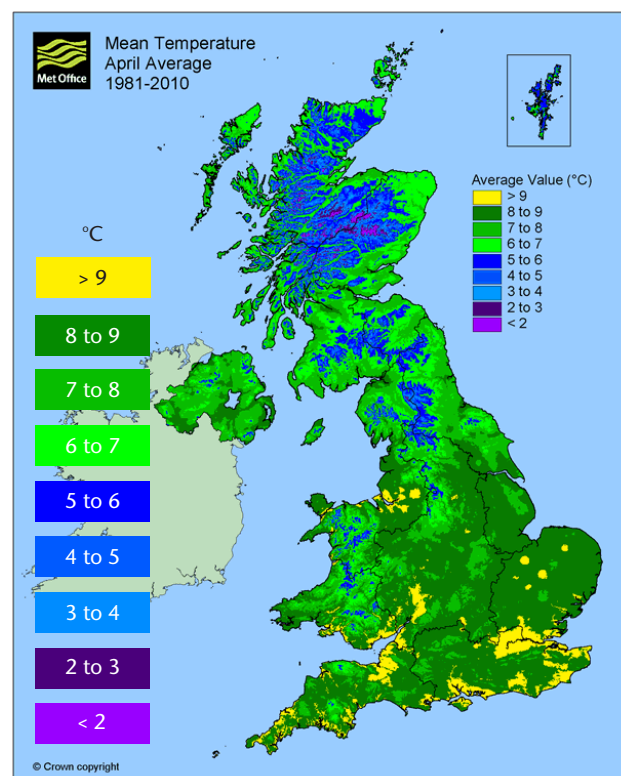 Met Office
Mean Temperature
April Average
1981-2010
Average Value (°C)
> 9
8 to 9
7 to 8
6 to 7
5 to 6
4 to 5
3 to 4
2 to 3
< 2
°C
> 9
8 to 9
7 to 8
6 to 7
5 to 6
4 to 5
3 to 4
2 to 3
< 2
© Crown copyright